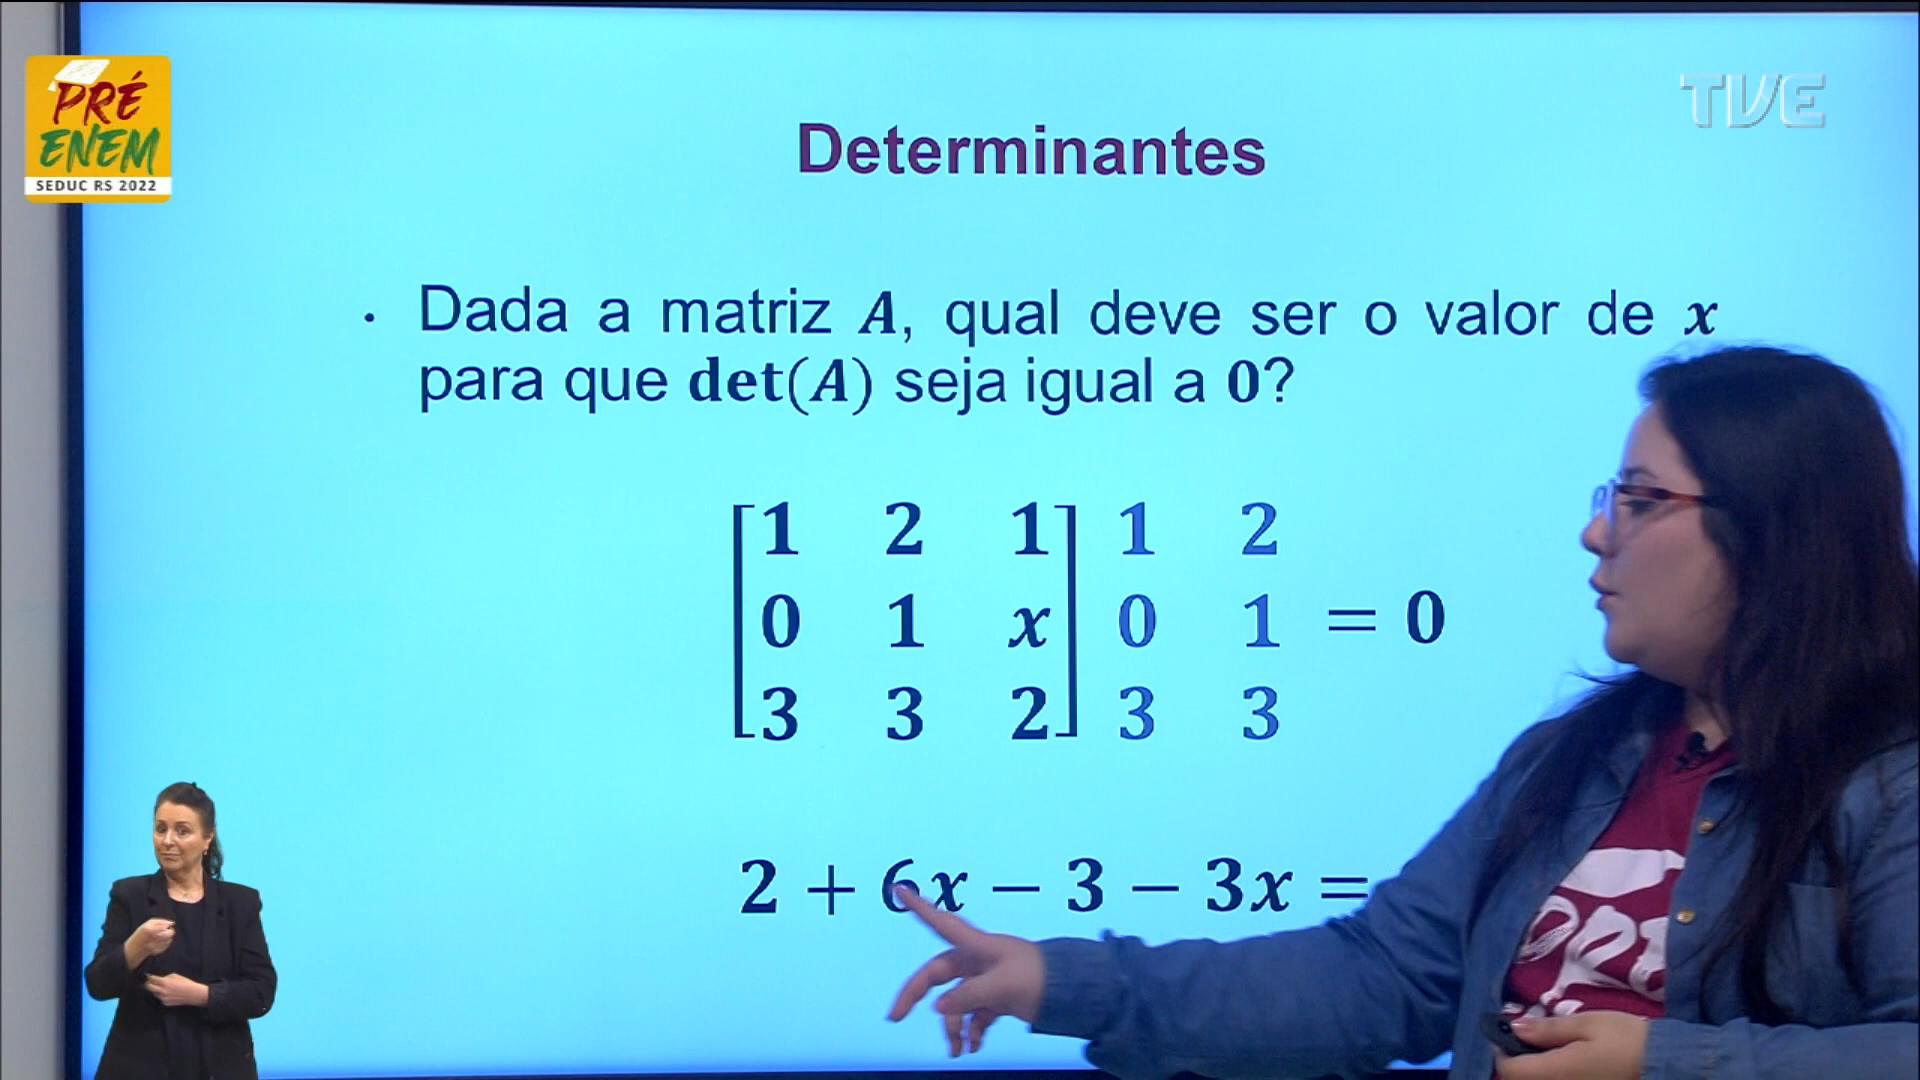 PRÉ
ENEM
SEDUC RS 2022
TVE
Determinantes
· Dada a matriz A, qual deve ser o valor de x
para que det(A) seja igual a 0?
1 2 1 1 2
0 1 x 0 1 = 0
3 3 2 3 3
2 + 6x − 3 − 3x =